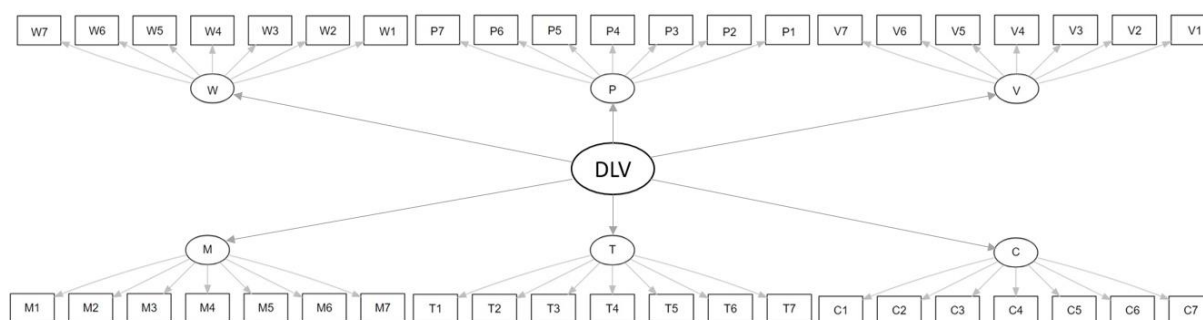 W7 W6 W5 W4 W3 W2 W1 P7 P6 P5 P4 P3 P2 P1 V7 V6 V5 V4 V3 V2 V1
W P V
DLV
M T C
M1 M2 M3 M4 M5 M6 M7 T1 T2 T3 T4 T5 T6 T7 C1 C2 C3 C4 C5 C6 C7